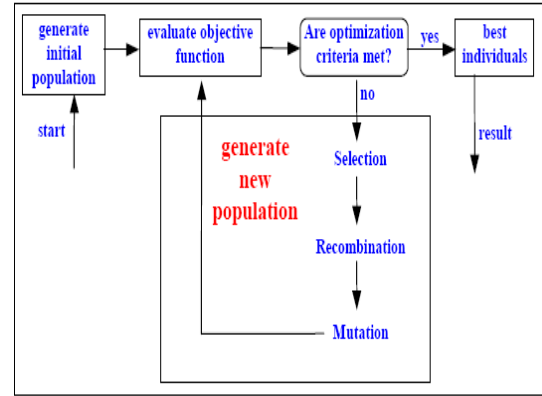 generate
initial
population
evaluate objective
function
Are optimization
criteria met?
yes
best
individuals
start
no
result
generate
new
population
Selection
Recombination
Mutation